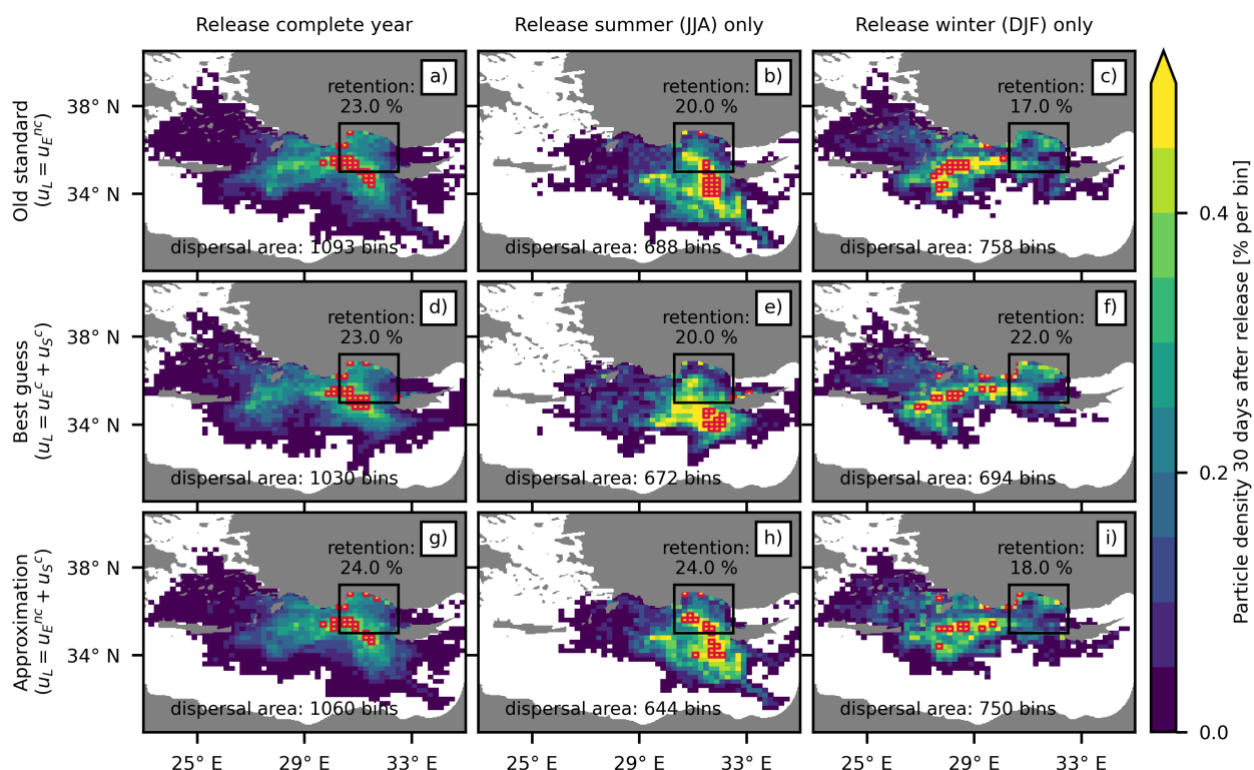 Release complete year
Release summer (JJA) only
Release winter (DJF) only
Old standard
(u_L = u_E^{nc})
38° N
34° N
a)
retention:
23.0 %
dispersal area: 1093 bins
b)
retention:
20.0 %
dispersal area: 688 bins
c)
retention:
17.0 %
dispersal area: 758 bins
Best guess
(u_L = u_E^c + u_S^c)
38° N
34° N
d)
retention:
23.0 %
dispersal area: 1030 bins
e)
retention:
20.0 %
dispersal area: 672 bins
f)
retention:
22.0 %
dispersal area: 694 bins
Approximation
(u_L = u_E^{nc} + u_S^c)
38° N
34° N
g)
retention:
24.0 %
dispersal area: 1060 bins
h)
retention:
24.0 %
dispersal area: 644 bins
i)
retention:
18.0 %
dispersal area: 750 bins
25° E
29° E
33° E
25° E
29° E
33° E
25° E
29° E
33° E
0.4
0.2
0.0
Particle density 30 days after release [% per bin]